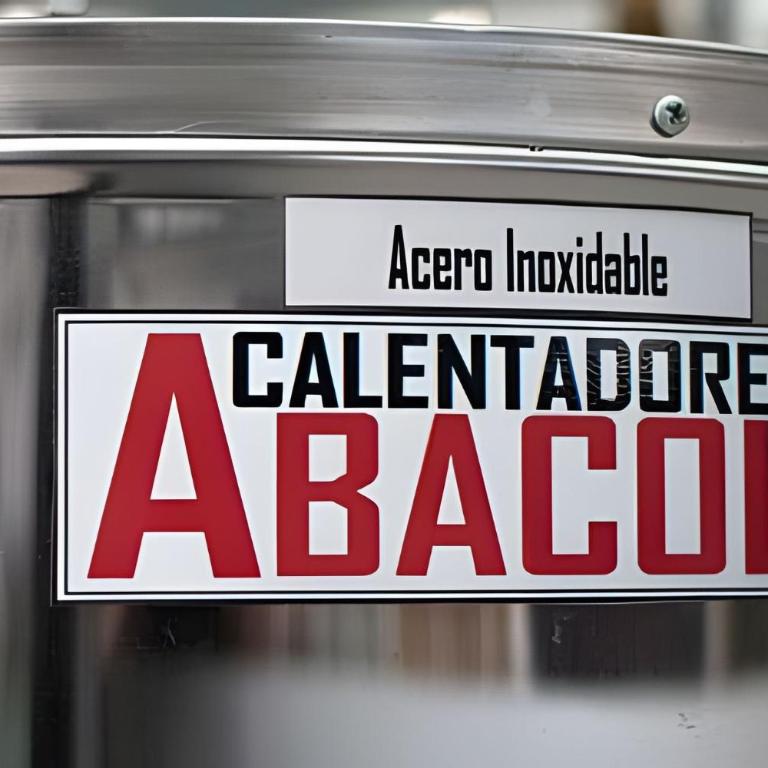 Acero Inoxidable
CALENTADORE
ABACO